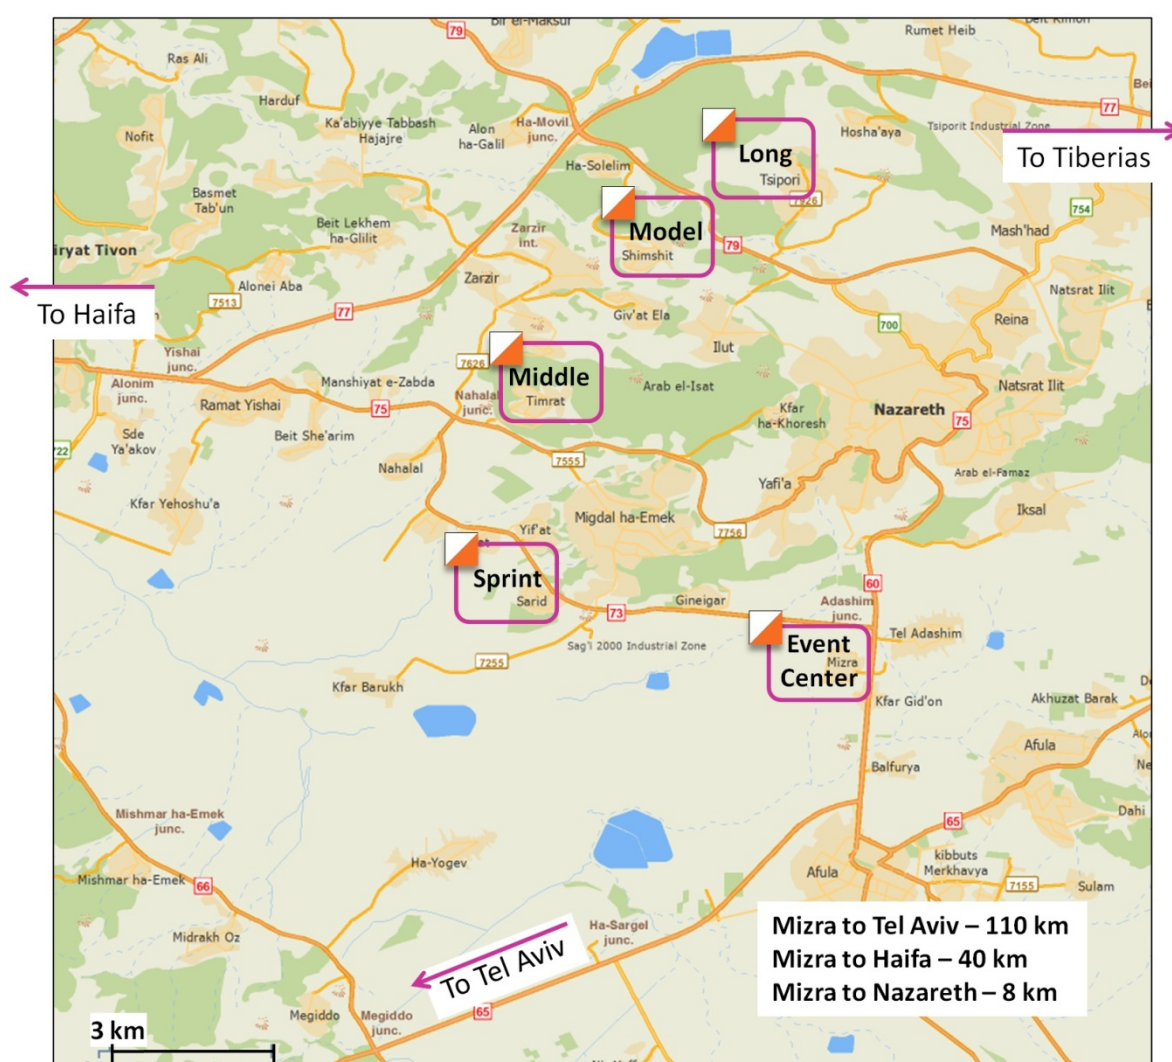 Bir el-Maksur
Deit Rimon
79
Rumet Heib
Ras Ali
77
Bei
Harduf
Ka'abiyye Tabbash
Hajajre
Alon
ha-Galil
Ha-Movil
junc.
Hosha'aya
Tsiporit Industrial Zone
Nofit
To Tiberias
Long
Tsipori
7926
Ha-Solelim
Basmet
Tab'un
754
Beit Lekhem
ha-Glilit
Zarzir
int.
Model
Shimshit
79
Mash'had
iryat Tivon
Zarzir
Alonei Aba
7513
To Haifa
77
Giv'at Ela
700
Natsrat Ilit
Reina
Ilut
Yishai
junc.
7626
Middle
Timrat
Arab el-Isat
Alonim
junc.
Manshiyat e-Zabda
Nahalal
junc.
Natsrat Ilit
Ramat Yishai
75
Kfar
ha-Khoresh
Nazareth
75
722
Sde
Ya'akov
Beit She'arim
Nahalal
7555
Arab el-Famaz
Kfar Yehoshu'a
Yafi'a
Iksal
Migdal ha-Emek
Yif'at
7756
at
Sprint
Sarid
60
Gineigar
Adashim
junc.
73
Tel Adashim
Sag'i 2000 Industrial Zone
Event
Center
Mizra
7255
Kfar Barukh
Kfar Gid'on
Akhuzat Barak
Afula
Balfurya
Mishmar ha-Emek
junc.
65
Dahi
Ha-Yogev
Mishmar ha-Emek
66
Afula
kibbuts
Merkhavya
7155
Sulam
Midrakh Oz
Ha-Sargel
junc.
To Tel Aviv
Mizra to Tel Aviv – 110 km
Mizra to Haifa – 40 km
Mizra to Nazareth – 8 km
65
Megiddo
Megiddo
junc.
3 km